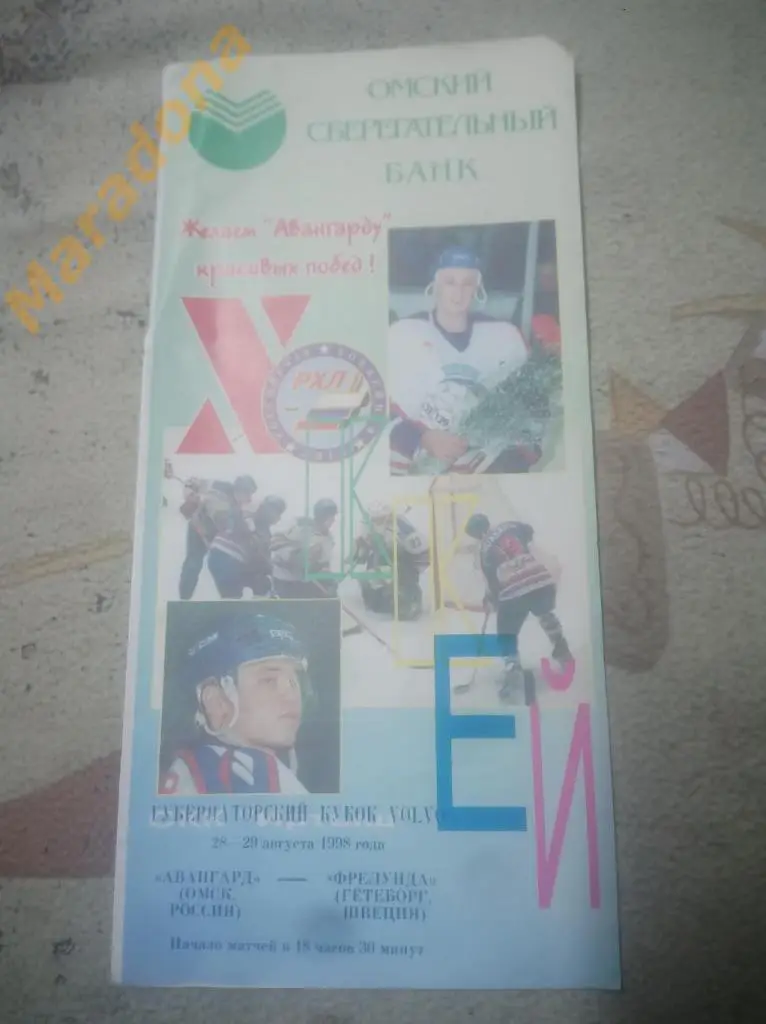 Maradona
ОМСКИЙ
СБЕРЕГАТЕЛЬНЫЙ
БАНК
Желаем "Авангарду"
красивых побед!
Х
РХЛ
К
К
Е
Й
ГУБЕРНАТОРСКИЙ КУБОК VOLVO
28—29 августа 1998 года
«АВАНГАРД» — «ФРЕЛУНДА»
(ОМСК, (ГЁТЕБОРГ,
РОССИЯ) ШВЕЦИЯ)
Начало матчей в 18 часов 30 минут